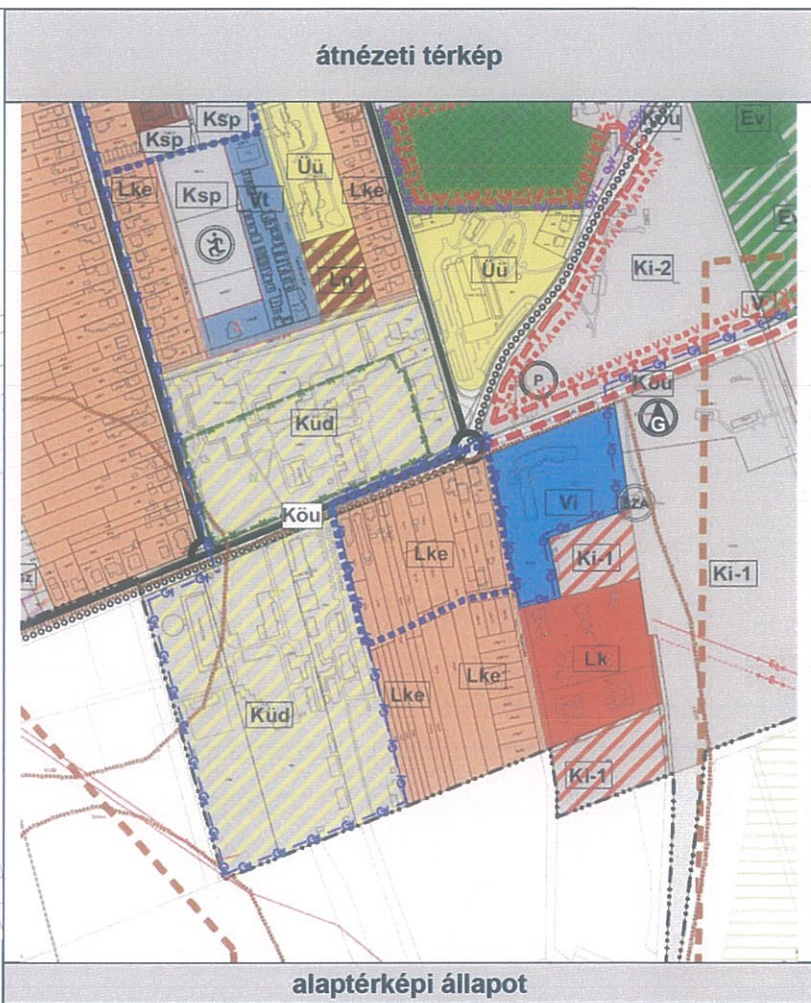 átnézeti térkép
Ksp
Köu
Ev
Ksp
Üü
Lke
Ksp
Vt
Lke
Ev
Üü
Ki-2
Ln
V
P
Köu
G
Küd
Vi
SZA
Köu
Lke
Ki-1
Ki-1
Lk
Lke
Lke
Küd
Ki-1
alaptérképi állapot